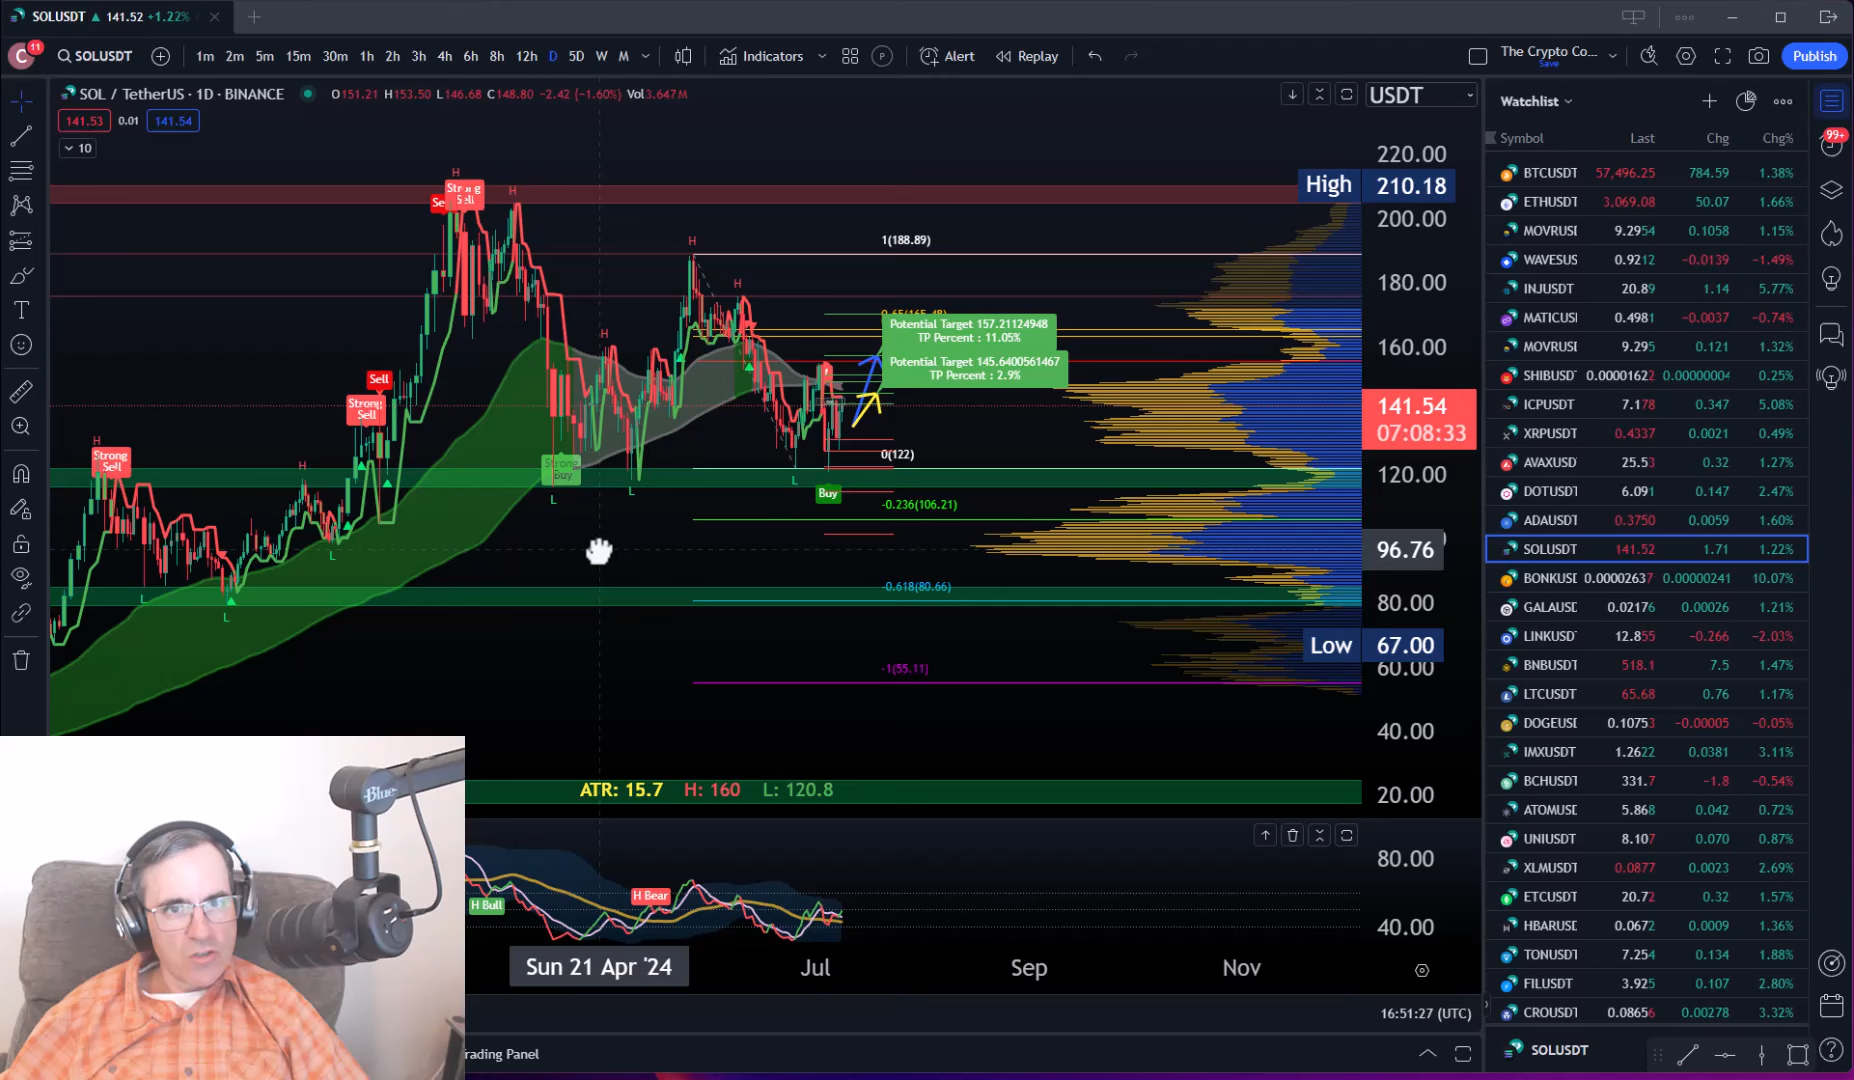 SOLUSDT ▲ 141.52 +1.22%
C 11 SOLUSDT 1m 2m 5m 15m 30m 1h 2h 3h 4h 6h 8h 12h D 5D W M Indicators P Alert Replay The Crypto Co... Save Publish
SOL / TetherUS · 1D · BINANCE O151.21 H153.50 L146.68 C148.80 −2.42 (−1.60%) Vol3.647M USDT
141.53 0.01 141.54
10
220.00
High 210.18
200.00
180.00
160.00
141.54
07:08:33
120.00
96.76
80.00
Low 67.00
60.00
40.00
20.00
H
Strong
Sell
H
Strong
Sell
Sell
H
H
H
H
H
L
L
L
L
L
L
Strong
Buy
L
Buy
1(188.89)
Potential Target 157.21124948
TP Percent : 11.05%
Potential Target 145.6400561467
TP Percent : 2.9%
0(122)
-0.236(106.21)
-0.618(80.66)
-1(55.11)
ATR: 15.7 H: 160 L: 120.8
80.00
40.00
H Bull
H Bear
Sun 21 Apr '24 Jul Sep Nov
16:51:27 (UTC)
Trading Panel
Blue
Watchlist
Symbol Last Chg Chg%
99+
BTCUSDT 57,496.25 784.59 1.38%
ETHUSDT 3,069.08 50.07 1.66%
MOVRUSI 9.2954 0.1058 1.15%
WAVESUS 0.9212 −0.0139 −1.49%
INJUSDT 20.89 1.14 5.77%
MATICUSI 0.4981 −0.0037 −0.74%
MOVRUSI 9.295 0.121 1.32%
SHIBUSDT 0.00001622 0.00000004 0.25%
ICPUSDT 7.178 0.347 5.08%
XRPUSDT 0.4337 0.0021 0.49%
AVAXUSD 25.53 0.32 1.27%
DOTUSDT 6.091 0.147 2.47%
ADAUSDT 0.3750 0.0059 1.60%
SOLUSDT 141.52 1.71 1.22%
BONKUSI 0.00002637 0.00000241 10.07%
GALAUSD 0.02176 0.00026 1.21%
LINKUSD 12.855 −0.266 −2.03%
BNBUSDT 518.1 7.5 1.47%
LTCUSDT 65.68 0.76 1.17%
DOGEUSD 0.10753 −0.00005 −0.05%
IMXUSDT 1.2622 0.0381 3.11%
BCHUSDT 331.7 −1.8 −0.54%
ATOMUSD 5.868 0.042 0.72%
UNIUSDT 8.107 0.070 0.87%
XLMUSDT 0.0877 0.0023 2.69%
ETCUSDT 20.72 0.32 1.57%
HBARUSD 0.0672 0.0009 1.36%
TONUSDT 7.254 0.134 1.88%
FILUSDT 3.925 0.107 2.80%
CROUSDT 0.08656 0.00278 3.32%
SOLUSDT